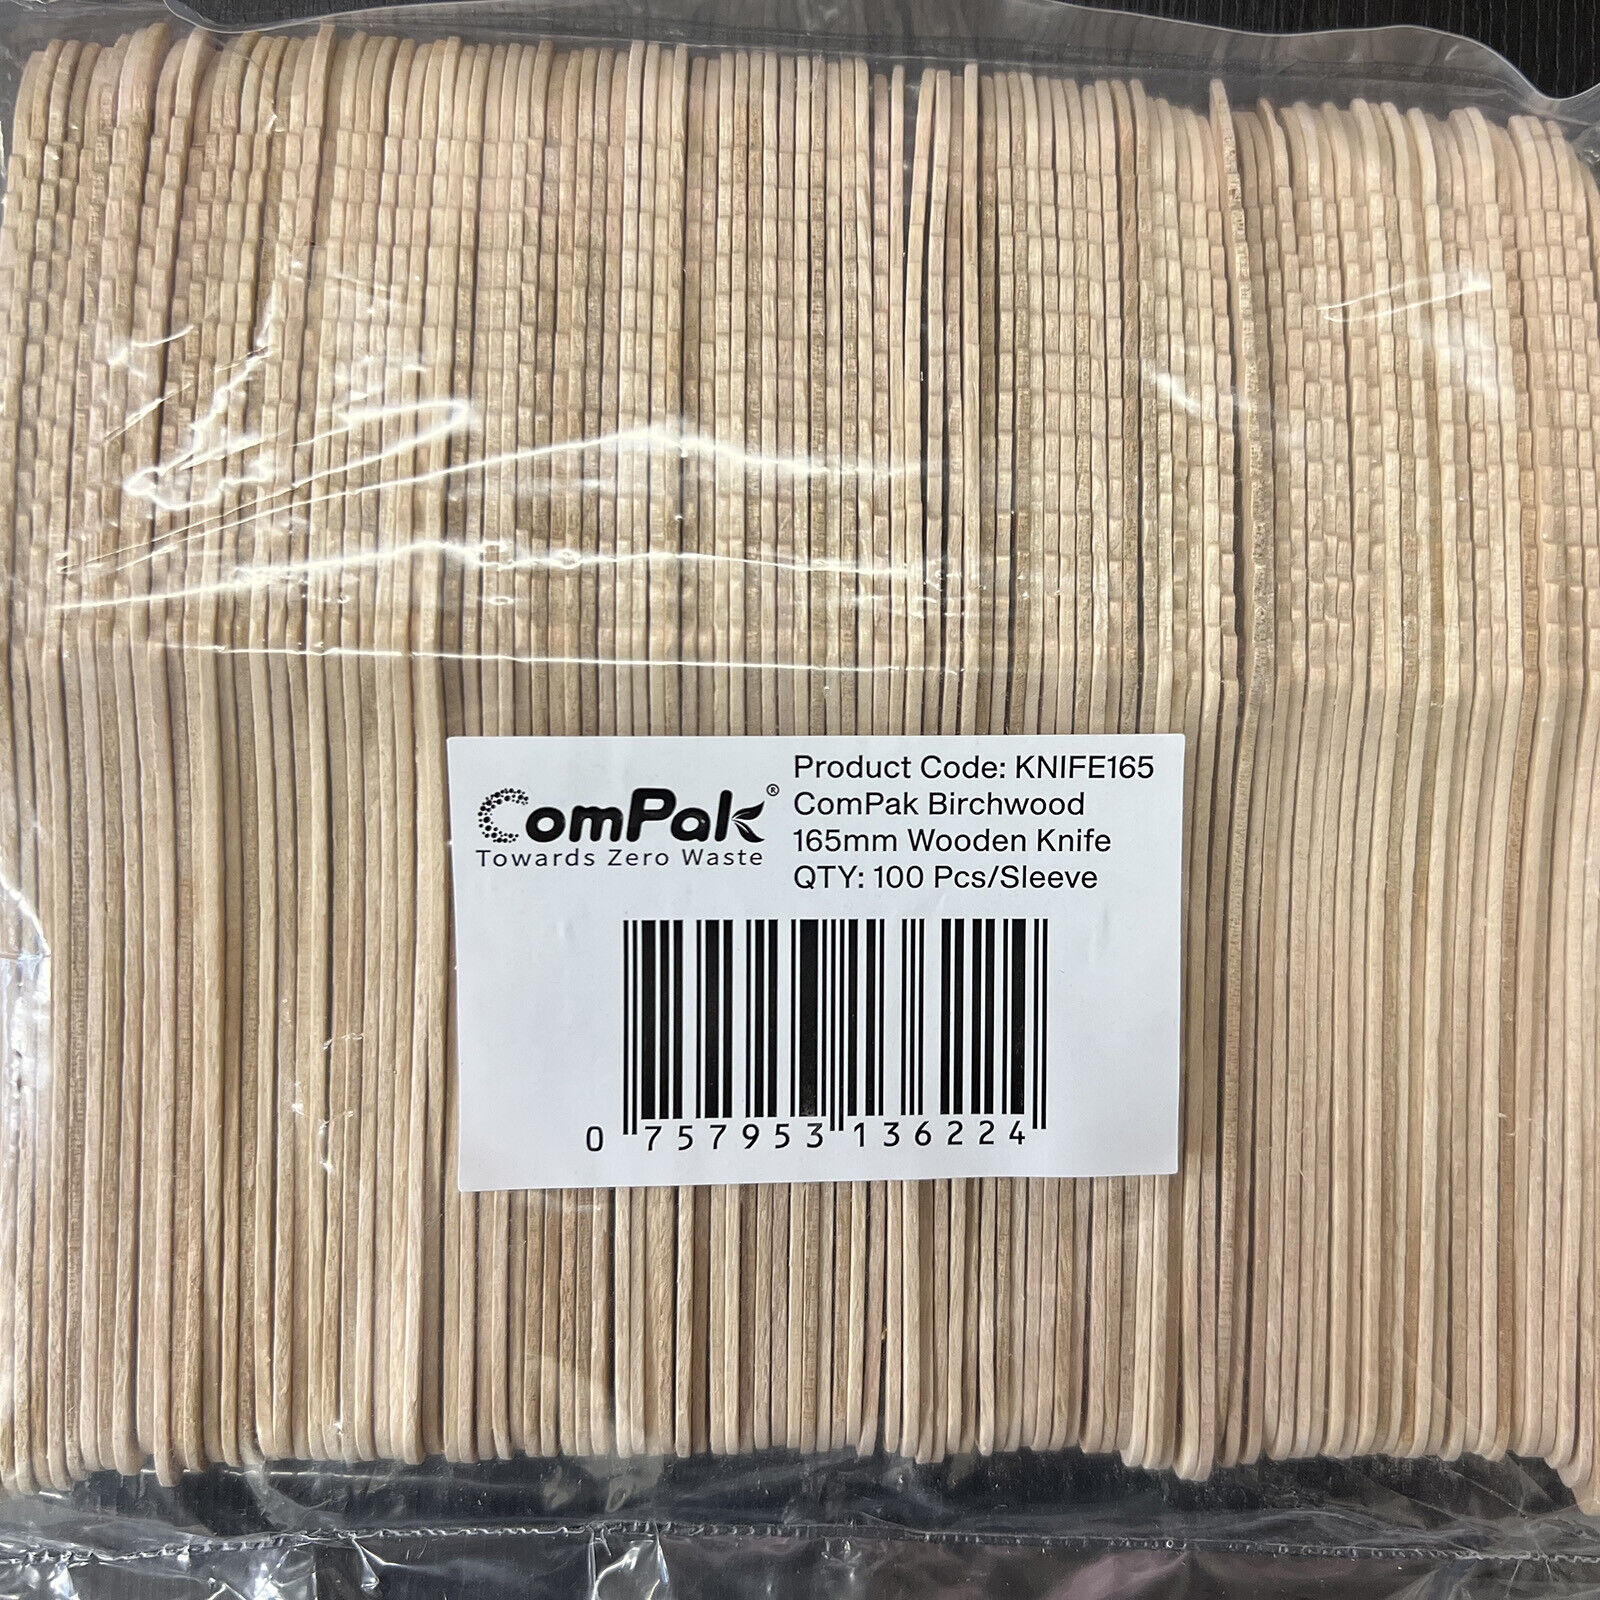 ComPak®
Towards Zero Waste
Product Code: KNIFE165
ComPak Birchwood
165mm Wooden Knife
QTY: 100 Pcs/Sleeve
0 757953 136224